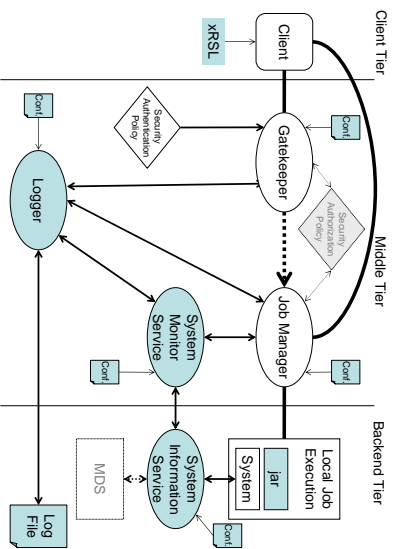 Client Tier
Middle Tier
Backend Tier
Client
xRSL
Gatekeeper
Conf.
Security
Authentication
Policy
Security
Authorization
Policy
Job Manager
Conf.
Local Job
Execution
jar
System
Conf.
Logger
System
Monitor
Service
Conf.
System
Information
Service
Conf.
MDS
Log
File